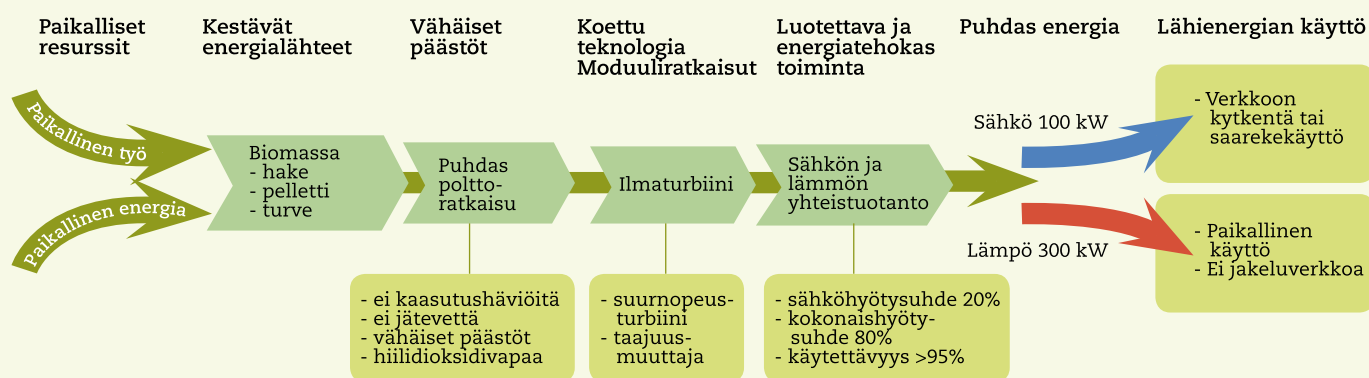 Paikalliset
resurssit
Kestävät
energialähteet
Vähäiset
päästöt
Koettu
teknologia
Moduuliratkaisut
Luotettava ja
energiatehokas
toiminta
Puhdas energia
Lähienergian käyttö
Paikallinen työ
Paikallinen energia
Biomassa
- hake
- pelletti
- turve
Puhdas
poltto-
ratkaisu
Ilmaturbiini
Sähkön ja
lämmön
yhteistuotanto
Sähkö 100 kW
Lämpö 300 kW
- Verkkoon
kytkentä tai
saarekekäyttö
- Paikallinen
käyttö
- Ei jakeluverkkoa
- ei kaasutushäviöitä
- ei jätevettä
- vähäiset päästöt
- hiilidioksidivapaa
- suurnopeus-
turbiini
- taajuus-
muuttaja
- sähköhyötysuhde 20%
- kokonaishyöty-
suhde 80%
- käytettävyys >95%